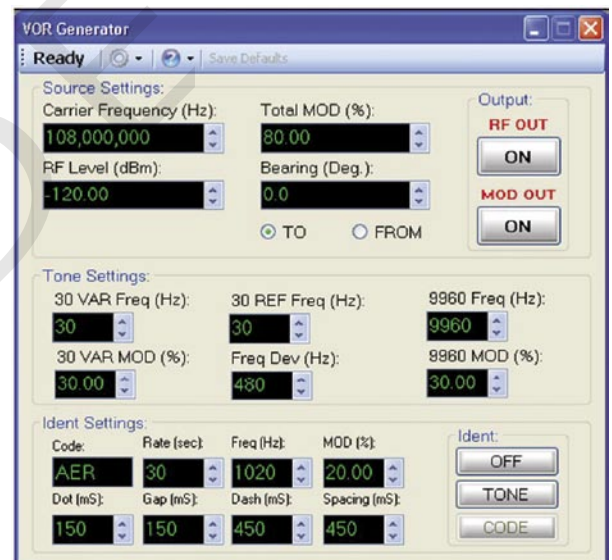 VOR Generator
Ready Save Defaults
Source Settings:
Carrier Frequency (Hz): Total MOD (%): Output:
108,000,000 80.00 RF OUT
RF Level (dBm): Bearing (Deg.): ON
-120.00 0.0 MOD OUT
TO FROM ON
Tone Settings:
30 VAR Freq (Hz): 30 REF Freq (Hz): 9960 Freq (Hz):
30 30 9960
30 VAR MOD (%): Freq Dev (Hz): 9960 MOD (%):
30.00 480 30.00
Ident Settings:
Code: Rate (sec): Freq (Hz): MOD (%): Ident:
AER 30 1020 20.00 OFF
Dot (mS): Gap (mS): Dash (mS): Spacing (mS): TONE
150 150 450 450 CODE